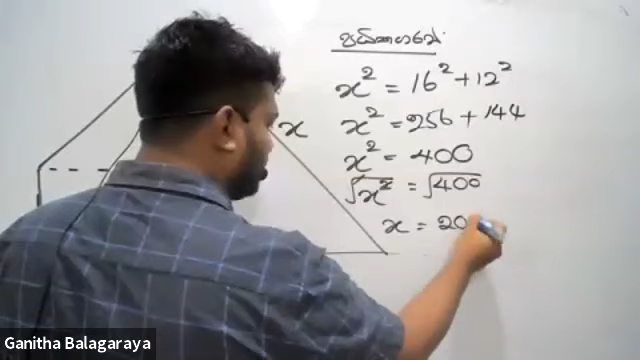 x² = 16² + 12²
x x² = 256 + 144
x² = 400
√x² = √400
x = 20
Ganitha Balagaraya